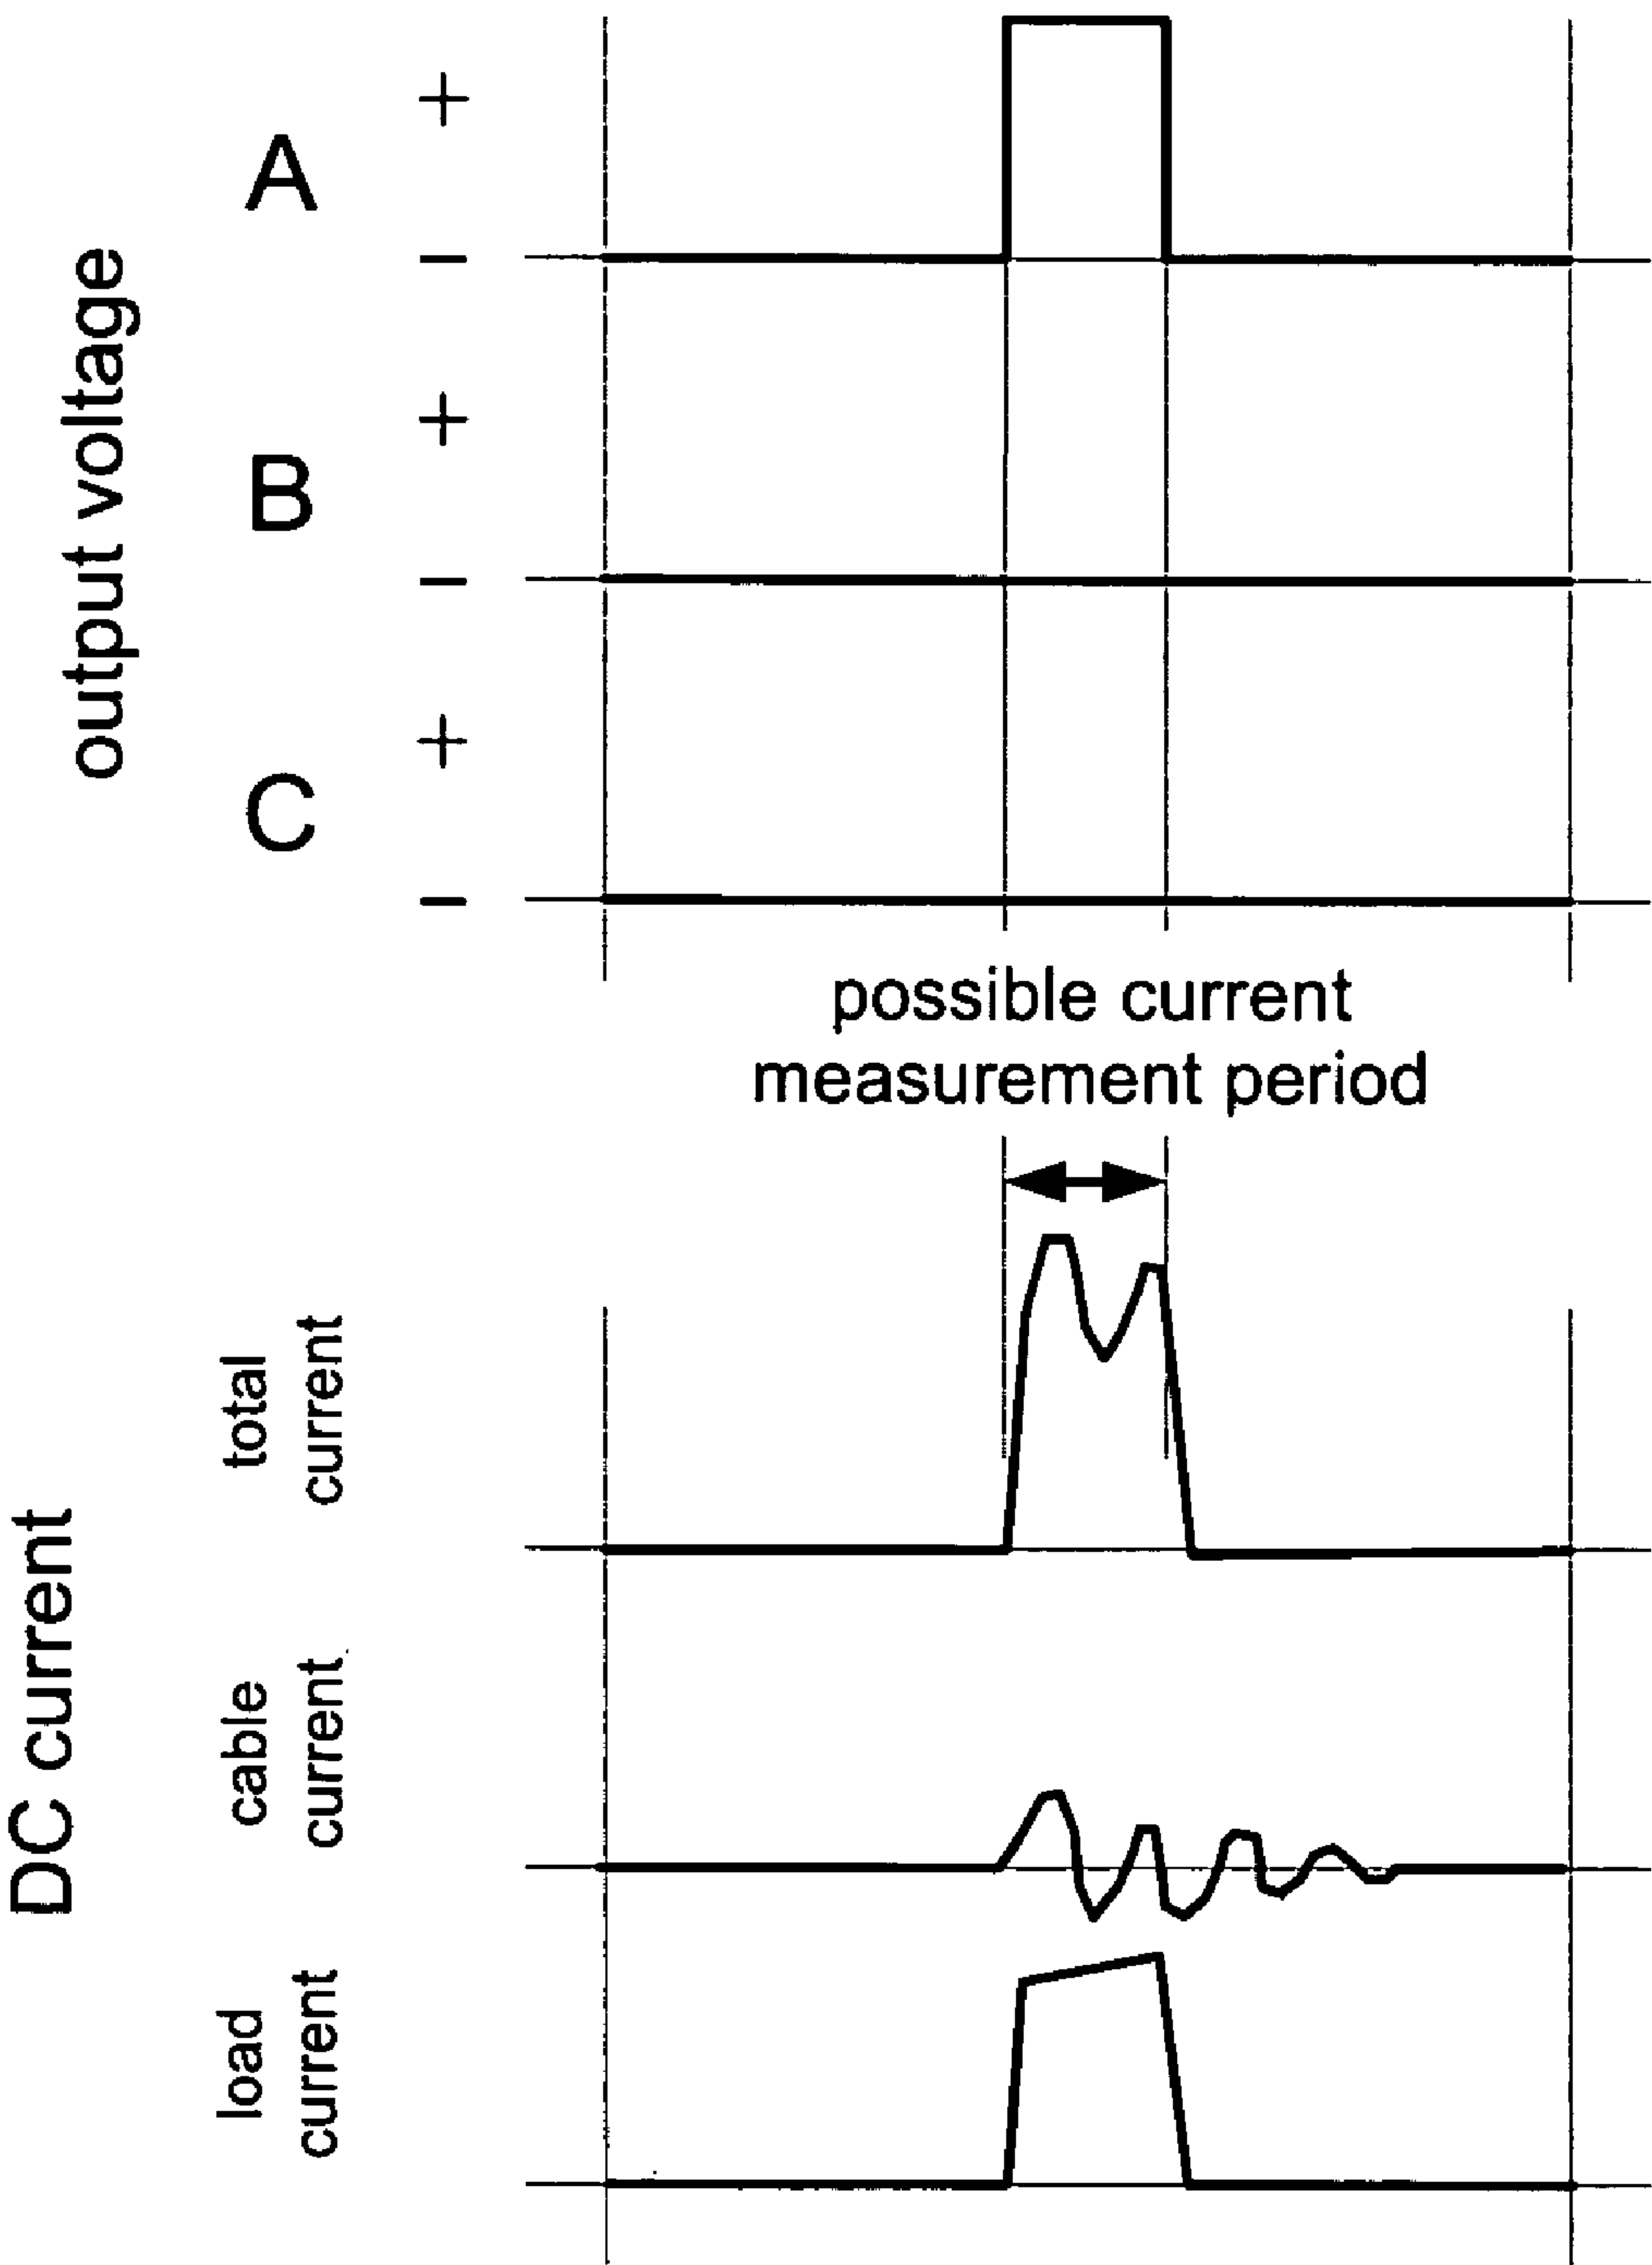 output voltage
A
+
−
B
+
−
C
+
−
possible current
measurement period
DC current
total
current
cable
current
load
current